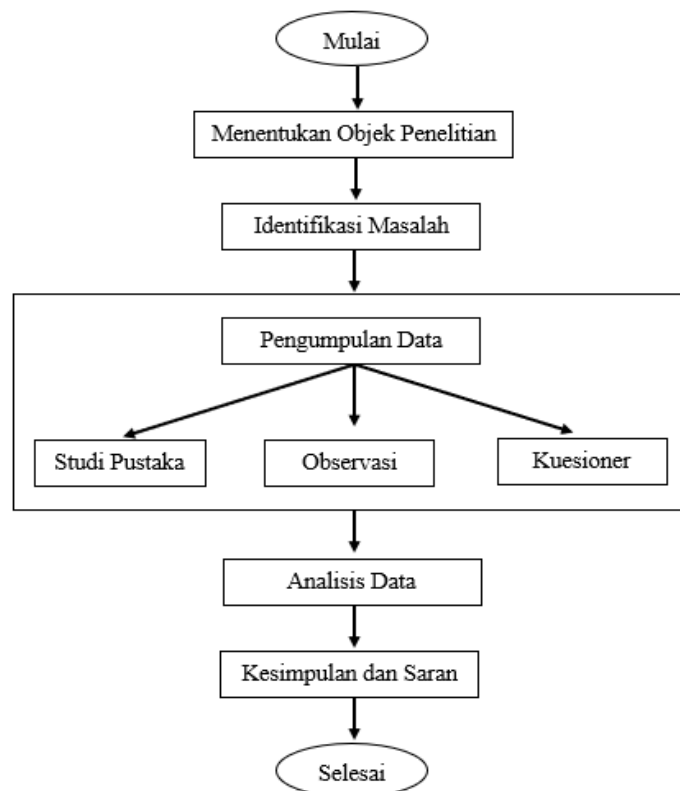 Mulai
Menentukan Objek Penelitian
Identifikasi Masalah
Pengumpulan Data
Studi Pustaka
Observasi
Kuesioner
Analisis Data
Kesimpulan dan Saran
Selesai